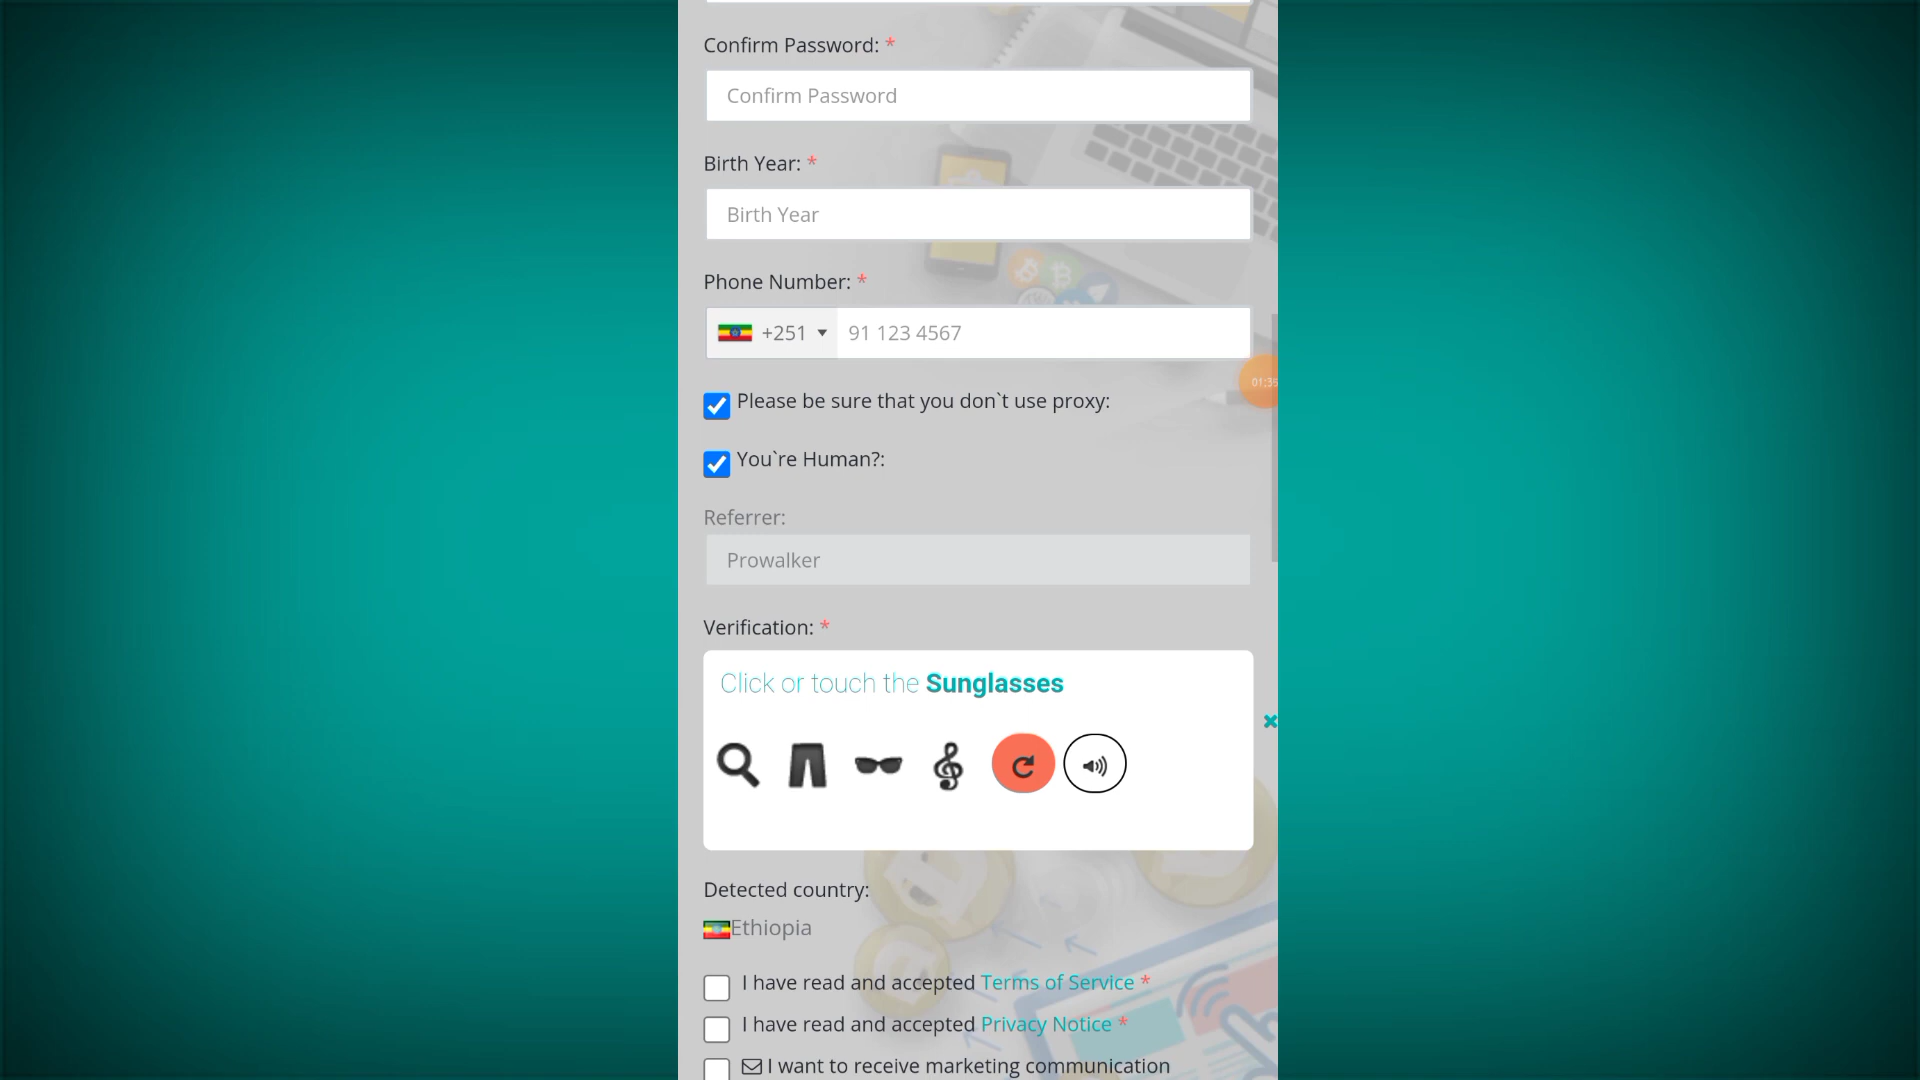 Confirm Password: *
Confirm Password
Birth Year: *
Birth Year
Phone Number: *
+251 91 123 4567
Please be sure that you don`t use proxy:
You`re Human?:
Referrer:
Prowalker
Verification: *
Click or touch the Sunglasses
Detected country:
Ethiopia
I have read and accepted Terms of Service *
I have read and accepted Privacy Notice *
I want to receive marketing communication